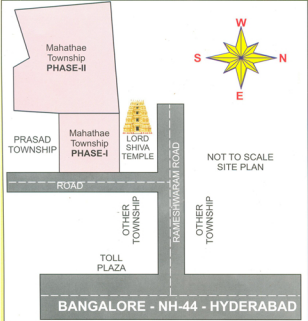 W
S
N
E
Mahathae
Township
PHASE-II
PRASAD
TOWNSHIP
Mahathae
Township
PHASE-I
LORD
SHIVA
TEMPLE
NOT TO SCALE
SITE PLAN
ROAD
RAMESHWARAM ROAD
OTHER
TOWNSHIP
OTHER
TOWNSHIP
TOLL
PLAZA
BANGALORE - NH-44 - HYDERABAD